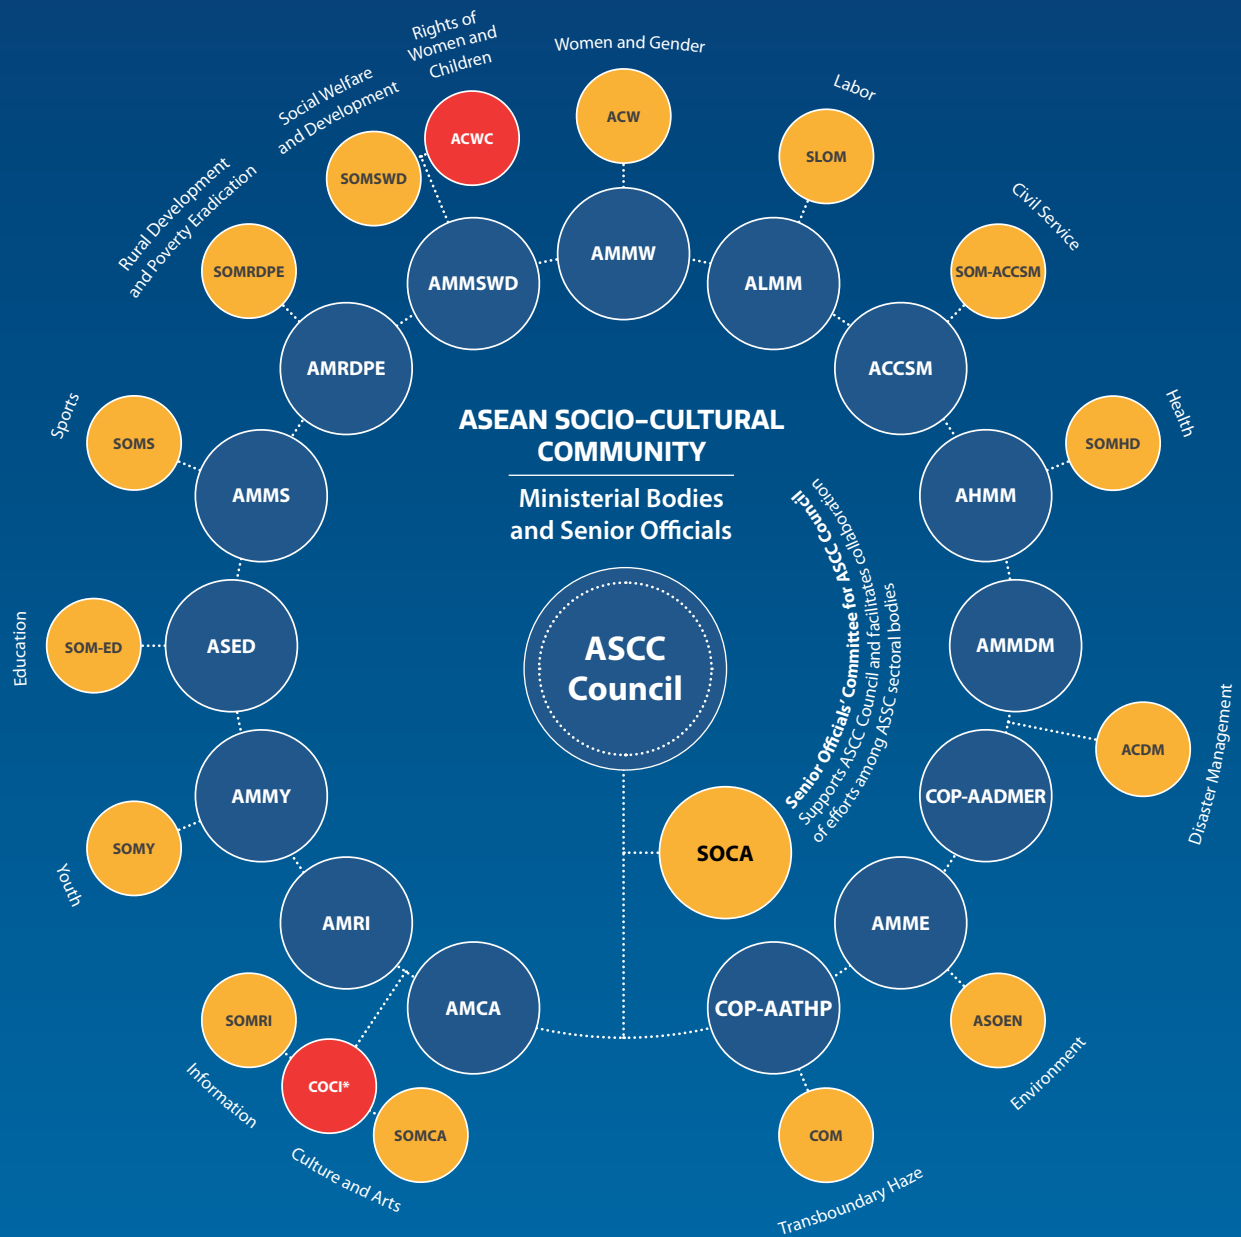 Rights of
Women and
Children
Women and Gender
Labor
Social Welfare
and Development
ACWC
ACW
SLOM
SOMSWD
Civil Service
Rural Development
and Poverty Eradication
SOMRDPE
AMMSWD
AMMW
ALMM
SOM-ACCSM
AMRDPE
ACCSM
Sports
SOMS
Health
SOMHD
AMMS
AHMM
ASEAN SOCIO–CULTURAL
COMMUNITY
Ministerial Bodies
and Senior Officials
Senior Officials' Committee for ASCC Council
Supports ASCC Council and facilitates collaboration
of efforts among ASSC sectoral bodies
Education
SOM-ED
ASED
ASCC
Council
AMMDM
ACDM
Disaster Management
AMMY
COP-AADMER
SOMY
Youth
SOCA
AMRI
AMME
AMCA
COP-AATHP
SOMRI
ASOEN
Information
COCI*
Environment
SOMCA
COM
Culture and Arts
Transboundary Haze